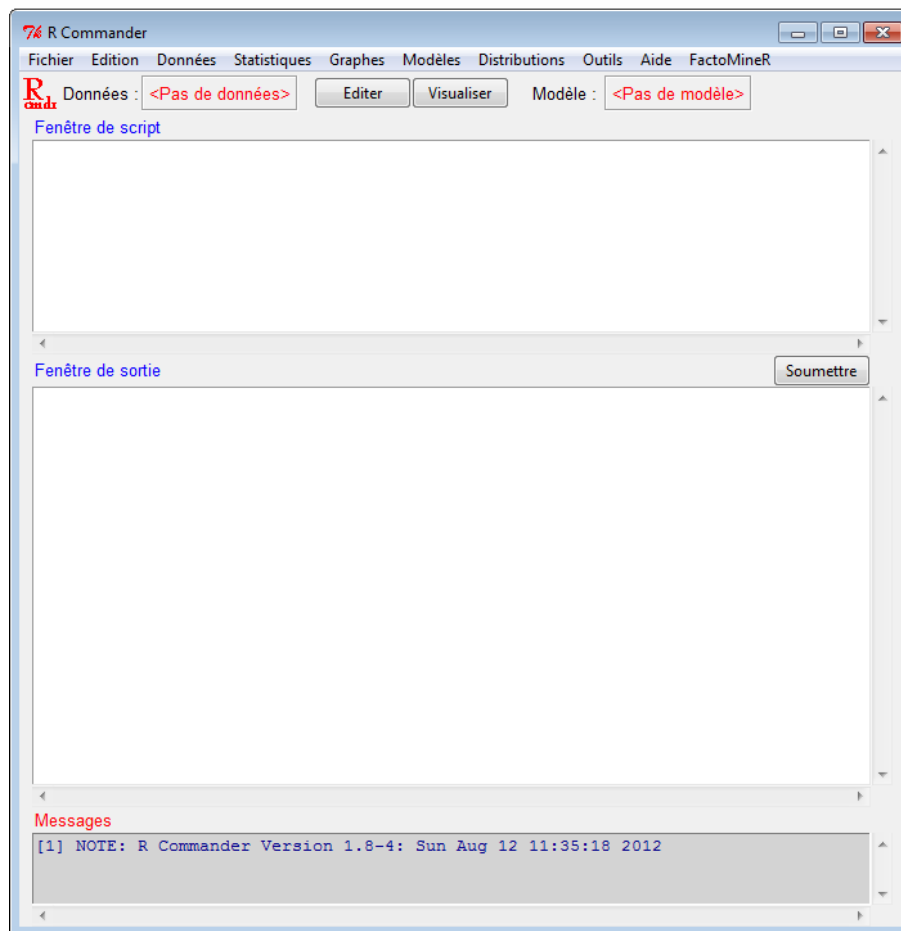 R Commander
Fichier Edition Données Statistiques Graphes Modèles Distributions Outils Aide FactoMineR
R cmdr Données : <Pas de données> Editer Visualiser Modèle : <Pas de modèle>
Fenêtre de script
Fenêtre de sortie Soumettre
Messages
[1] NOTE: R Commander Version 1.8-4: Sun Aug 12 11:35:18 2012